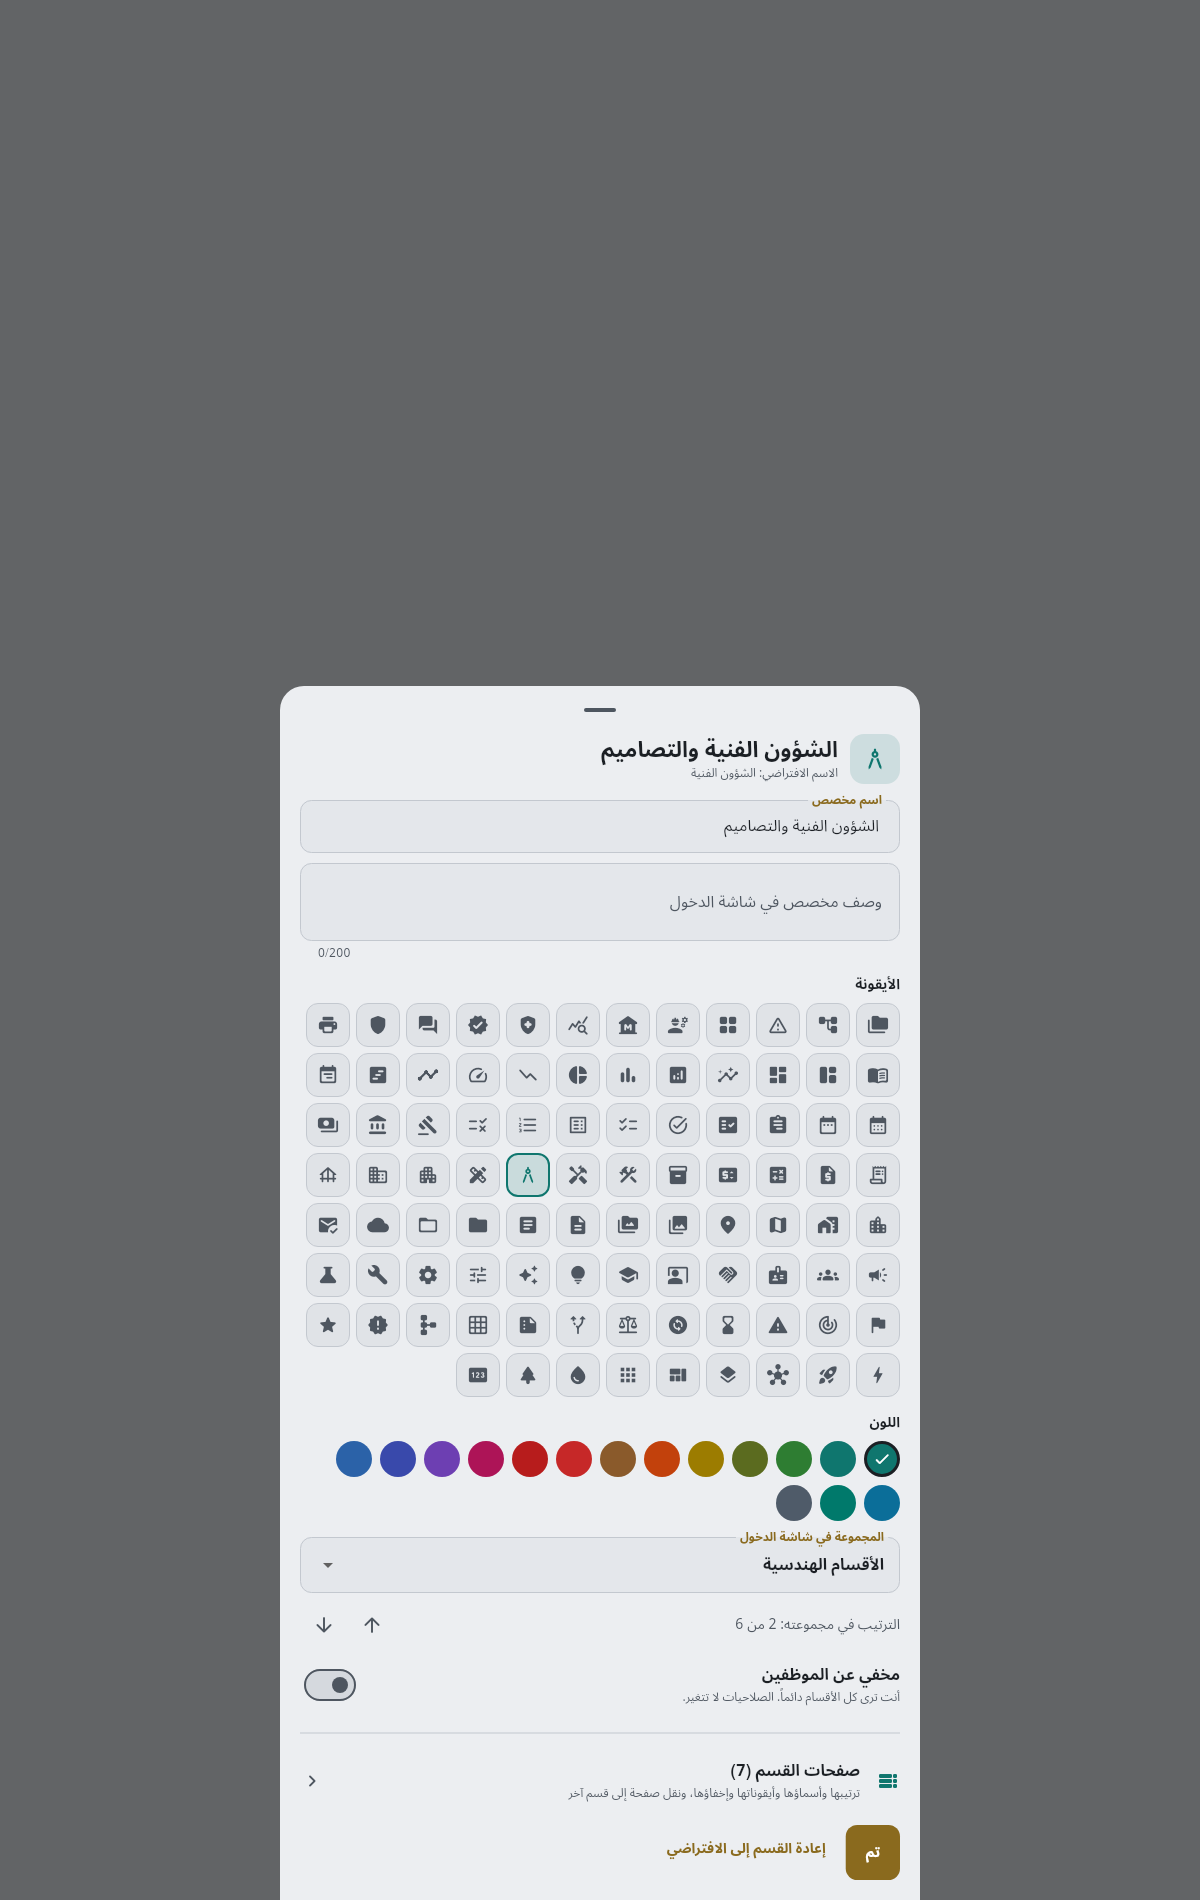 الشؤون الفنية والتصاميم
الاسم الافتراضي: الشؤون الفنية
اسم مخصص
الشؤون الفنية والتصاميم
وصف مخصص في شاشة الدخول
0/200
الأيقونة
اللون
المجموعة في شاشة الدخول
الأقسام الهندسية
الترتيب في مجموعته: 2 من 6
مخفي عن الموظفين
أنت ترى كل الأقسام دائماً. الصلاحيات لا تتغير.
صفحات القسم (7)
ترتيبها وأسماؤها وأيقوناتها وإخفاؤها، ونقل صفحة إلى قسم آخر
تم
إعادة القسم إلى الافتراضي